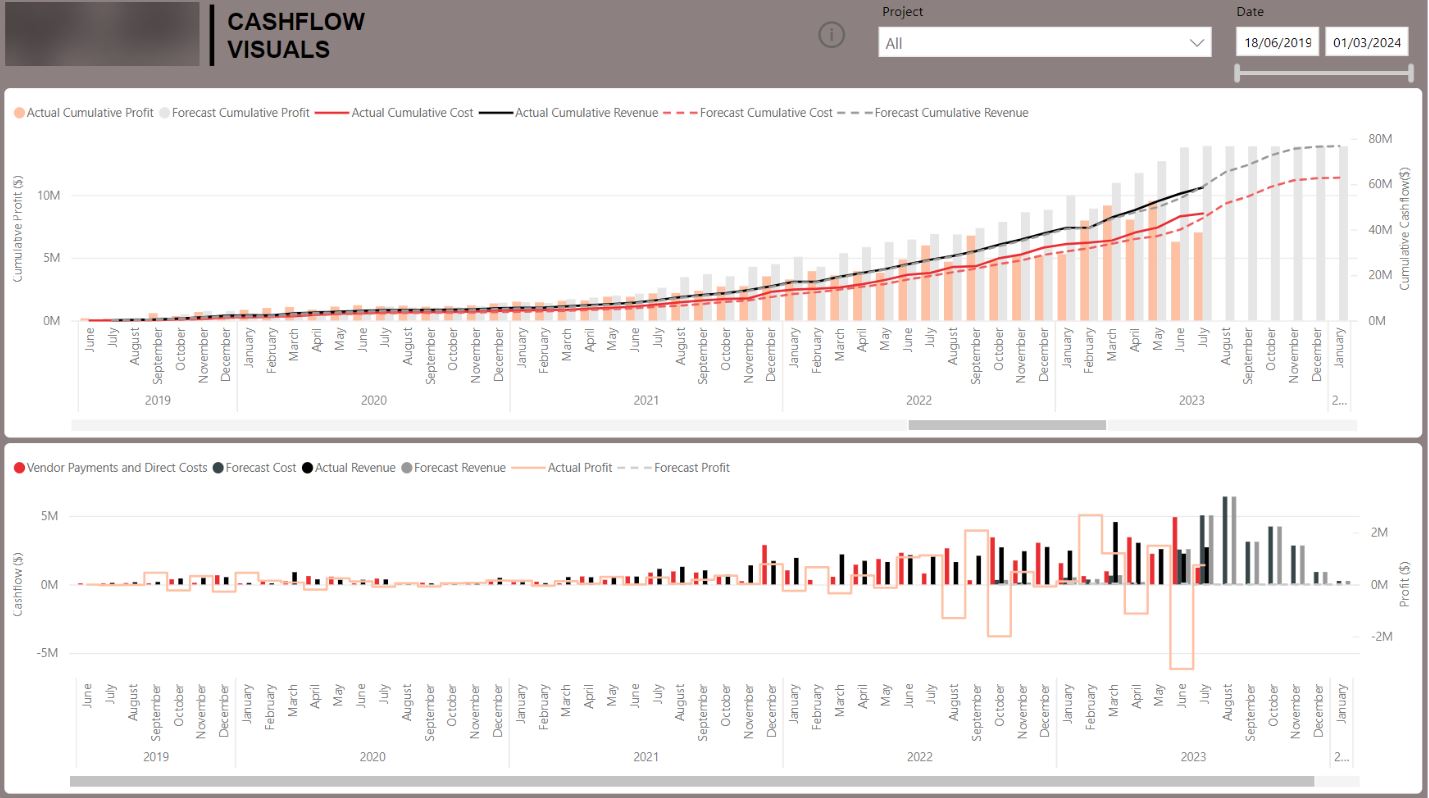 CASHFLOW
VISUALS
Project
All
Date
18/06/2019 01/03/2024
Actual Cumulative Profit Forecast Cumulative Profit Actual Cumulative Cost Actual Cumulative Revenue Forecast Cumulative Cost Forecast Cumulative Revenue
Cumulative Profit ($)
10M
5M
0M
80M
60M
40M
20M
0M
Cumulative Cashflow($)
June July August September October November December January February March April May June July August September October November December January February March April May June July August September October November December January February March April May June July August September October November December January February March April May June July August September October November December January
2019 2020 2021 2022 2023 2...
Vendor Payments and Direct Costs Forecast Cost Actual Revenue Forecast Revenue Actual Profit Forecast Profit
Cashflow ($)
5M
0M
-5M
2M
0M
-2M
Profit ($)
June July August September October November December January February March April May June July August September October November December January February March April May June July August September October November December January February March April May June July August September October November December January February March April May June July August September October November December January
2019 2020 2021 2022 2023 2...